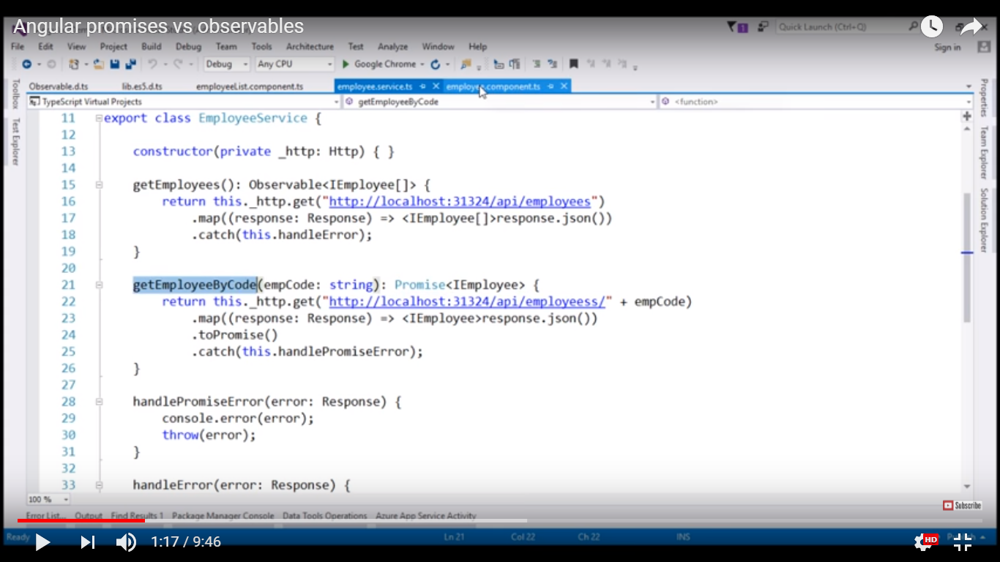 Angular promises vs observables
Quick Launch (Ctrl+Q)
File Edit View Project Build Debug Team Tools Architecture Test Analyze Window Help
Sign in
Debug Any CPU Google Chrome
Observable.d.ts lib.es5.d.ts employeeList.component.ts employee.service.ts employee.component.ts
TypeScript Virtual Projects getEmployeeByCode <function>
Toolbox
Test Explorer
Properties
Team Explorer
Solution Explorer
11 export class EmployeeService {
12
13 constructor(private _http: Http) { }
14
15 getEmployees(): Observable<IEmployee[]> {
16 return this._http.get("http://localhost:31324/api/employees")
17 .map((response: Response) => <IEmployee[]>response.json())
18 .catch(this.handleError);
19 }
20
21 getEmployeeByCode(empCode: string): Promise<IEmployee> {
22 return this._http.get("http://localhost:31324/api/employeess/" + empCode)
23 .map((response: Response) => <IEmployee>response.json())
24 .toPromise()
25 .catch(this.handlePromiseError);
26 }
27
28 handlePromiseError(error: Response) {
29 console.error(error);
30 throw(error);
31 }
32
33 handleError(error: Response) {
100 %
Subscribe
Error List... Output Find Results 1 Package Manager Console Data Tools Operations Azure App Service Activity
Ready Ln 21 Col 22 Ch 22 INS
1:17 / 9:46
HD